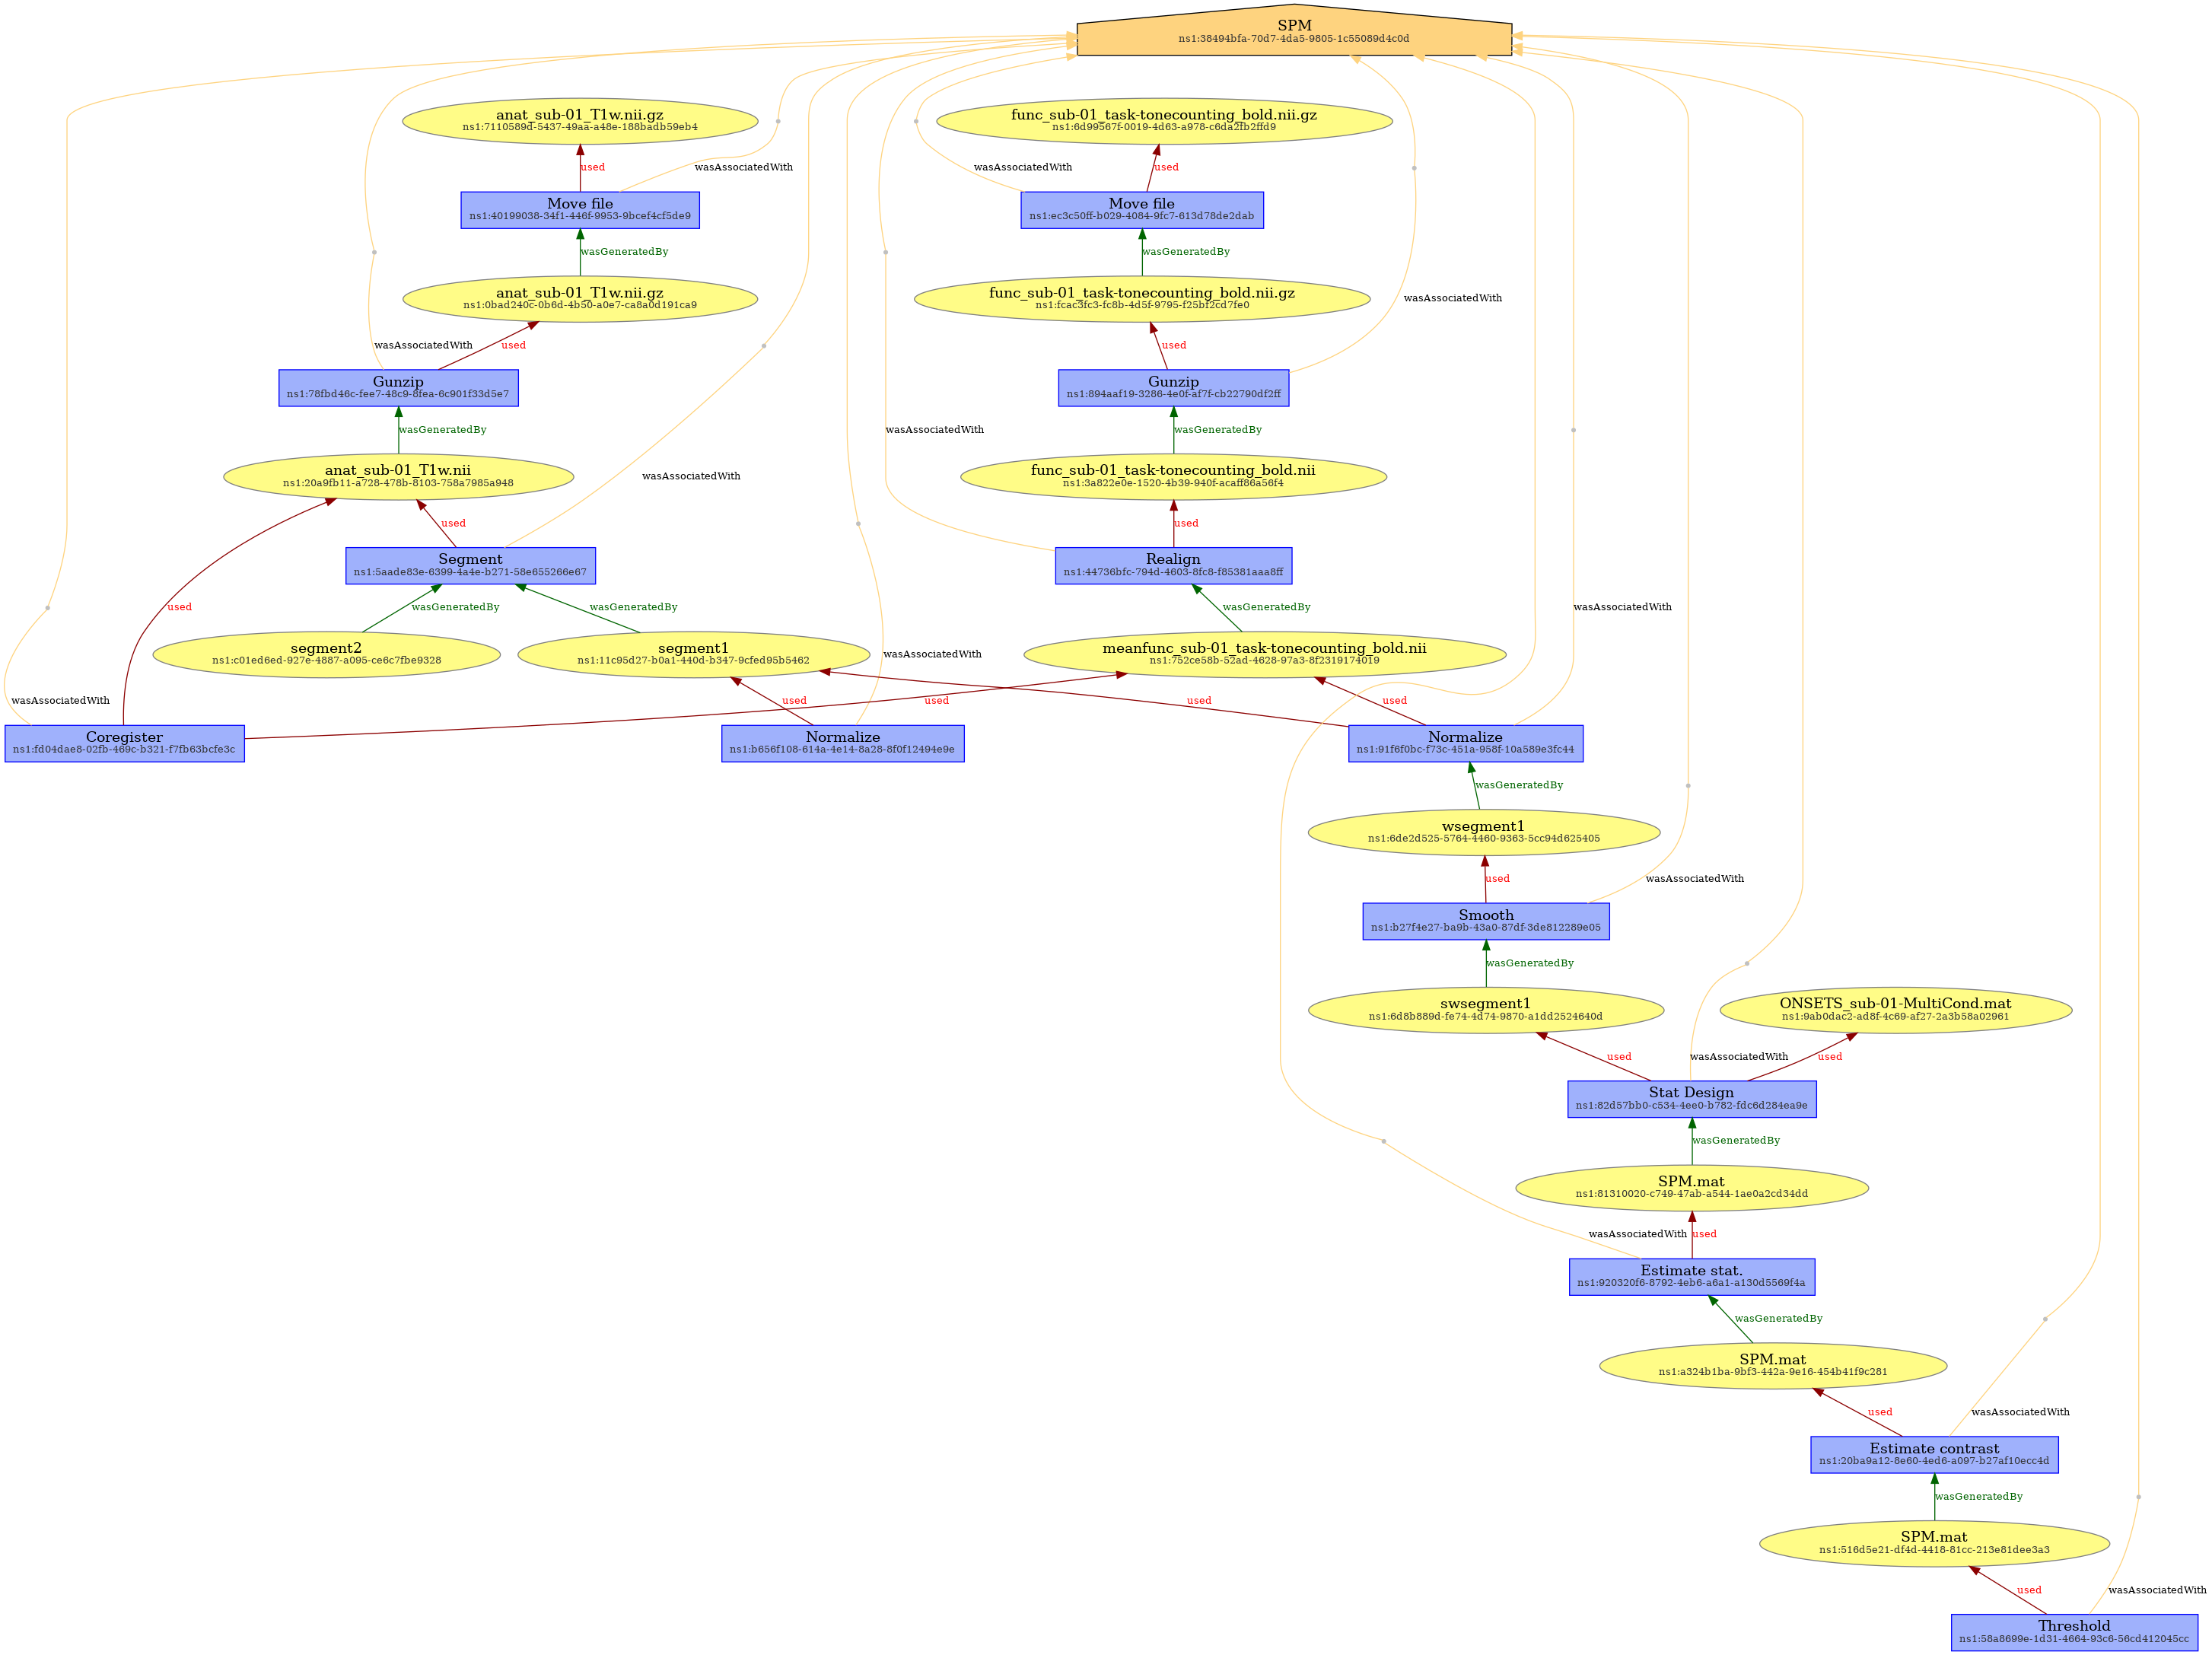 SPM
ns1:38494bfa-70d7-4da5-9805-1c55089d4c0d
anat_sub-01_T1w.nii.gz
ns1:7110589d-5437-49aa-a48e-188badb59eb4
func_sub-01_task-tonecounting_bold.nii.gz
ns1:6d99567f-0019-4d63-a978-c6da2fb2ffd9
used
wasAssociatedWith
wasAssociatedWith
used
Move file
ns1:40199038-34f1-446f-9953-9bcef4cf5de9
Move file
ns1:ec3c50ff-b029-4084-9fc7-613d78de2dab
wasGeneratedBy
wasGeneratedBy
anat_sub-01_T1w.nii.gz
ns1:0bad240c-0b6d-4b50-a0e7-ca8a0d191ca9
func_sub-01_task-tonecounting_bold.nii.gz
ns1:fcac3fc3-fc8b-4d5f-9795-f25bf2cd7fe0
wasAssociatedWith
wasAssociatedWith
used
used
Gunzip
ns1:78fbd46c-fee7-48c9-8fea-6c901f33d5e7
Gunzip
ns1:894aaf19-3286-4e0f-af7f-cb22790df2ff
wasGeneratedBy
wasAssociatedWith
wasGeneratedBy
anat_sub-01_T1w.nii
ns1:20a9fb11-a728-478b-8103-758a7985a948
wasAssociatedWith
func_sub-01_task-tonecounting_bold.nii
ns1:3a822e0e-1520-4b39-940f-acaff86a56f4
used
used
Segment
ns1:5aade83e-6399-4a4e-b271-58e655266e67
Realign
ns1:44736bfc-794d-4603-8fc8-f85381aaa8ff
used
wasGeneratedBy
wasGeneratedBy
wasGeneratedBy
wasAssociatedWith
segment2
ns1:c01ed6ed-927e-4887-a095-ce6c7fbe9328
segment1
ns1:11c95d27-b0a1-440d-b347-9cfed95b5462
wasAssociatedWith
meanfunc_sub-01_task-tonecounting_bold.nii
ns1:752ce58b-52ad-4628-97a3-8f2319174019
wasAssociatedWith
used
used
used
used
Coregister
ns1:fd04dae8-02fb-469c-b321-f7fb63bcfe3c
Normalize
ns1:b656f108-614a-4e14-8a28-8f0f12494e9e
Normalize
ns1:91f6f0bc-f73c-451a-958f-10a589e3fc44
wasGeneratedBy
wsegment1
ns1:6de2d525-5764-4460-9363-5cc94d625405
used
wasAssociatedWith
Smooth
ns1:b27f4e27-ba9b-43a0-87df-3de812289e05
wasGeneratedBy
swsegment1
ns1:6d8b889d-fe74-4d74-9870-a1dd2524640d
ONSETS_sub-01-MultiCond.mat
ns1:9ab0dac2-ad8f-4c69-af27-2a3b58a02961
used
wasAssociatedWith
used
Stat Design
ns1:82d57bb0-c534-4ee0-b782-fdc6d284ea9e
wasGeneratedBy
SPM.mat
ns1:81310020-c749-47ab-a544-1ae0a2cd34dd
wasAssociatedWith
used
Estimate stat.
ns1:920320f6-8792-4eb6-a6a1-a130d5569f4a
wasGeneratedBy
SPM.mat
ns1:a324b1ba-9bf3-442a-9e16-454b41f9c281
used
wasAssociatedWith
Estimate contrast
ns1:20ba9a12-8e60-4ed6-a097-b27af10ecc4d
wasGeneratedBy
SPM.mat
ns1:516d5e21-df4d-4418-81cc-213e81dee3a3
used
wasAssociatedWith
Threshold
ns1:58a8699e-1d31-4664-93c6-56cd412045cc